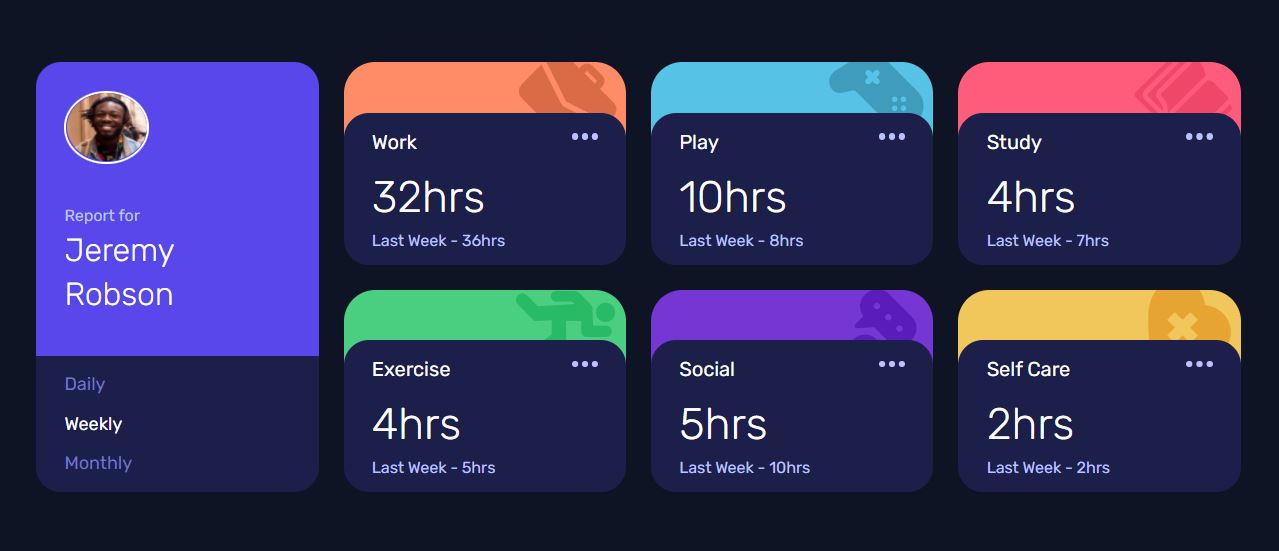 Report for
Jeremy
Robson
Daily
Weekly
Monthly
Work
32hrs
Last Week - 36hrs
Play
10hrs
Last Week - 8hrs
Study
4hrs
Last Week - 7hrs
Exercise
4hrs
Last Week - 5hrs
Social
5hrs
Last Week - 10hrs
Self Care
2hrs
Last Week - 2hrs